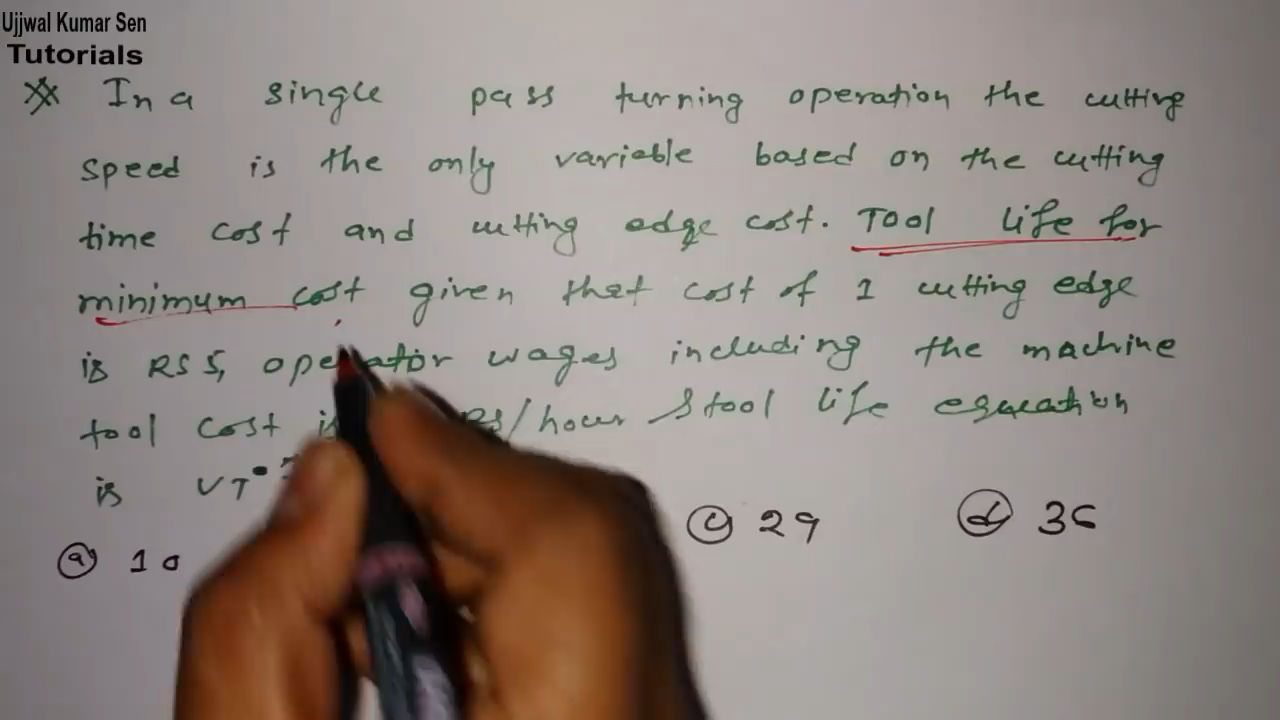 Ujjwal Kumar Sen
Tutorials
In a single pass turning operation the cutting
speed is the only variable based on the cutting
time cost and cutting edge cost. Tool life for
minimum cost given that cost of 1 cutting edge
is RS 5, operator wages including the machine
tool cost is /hour & tool life equation
is VT
(c) 29 (d) 36
(a) 10